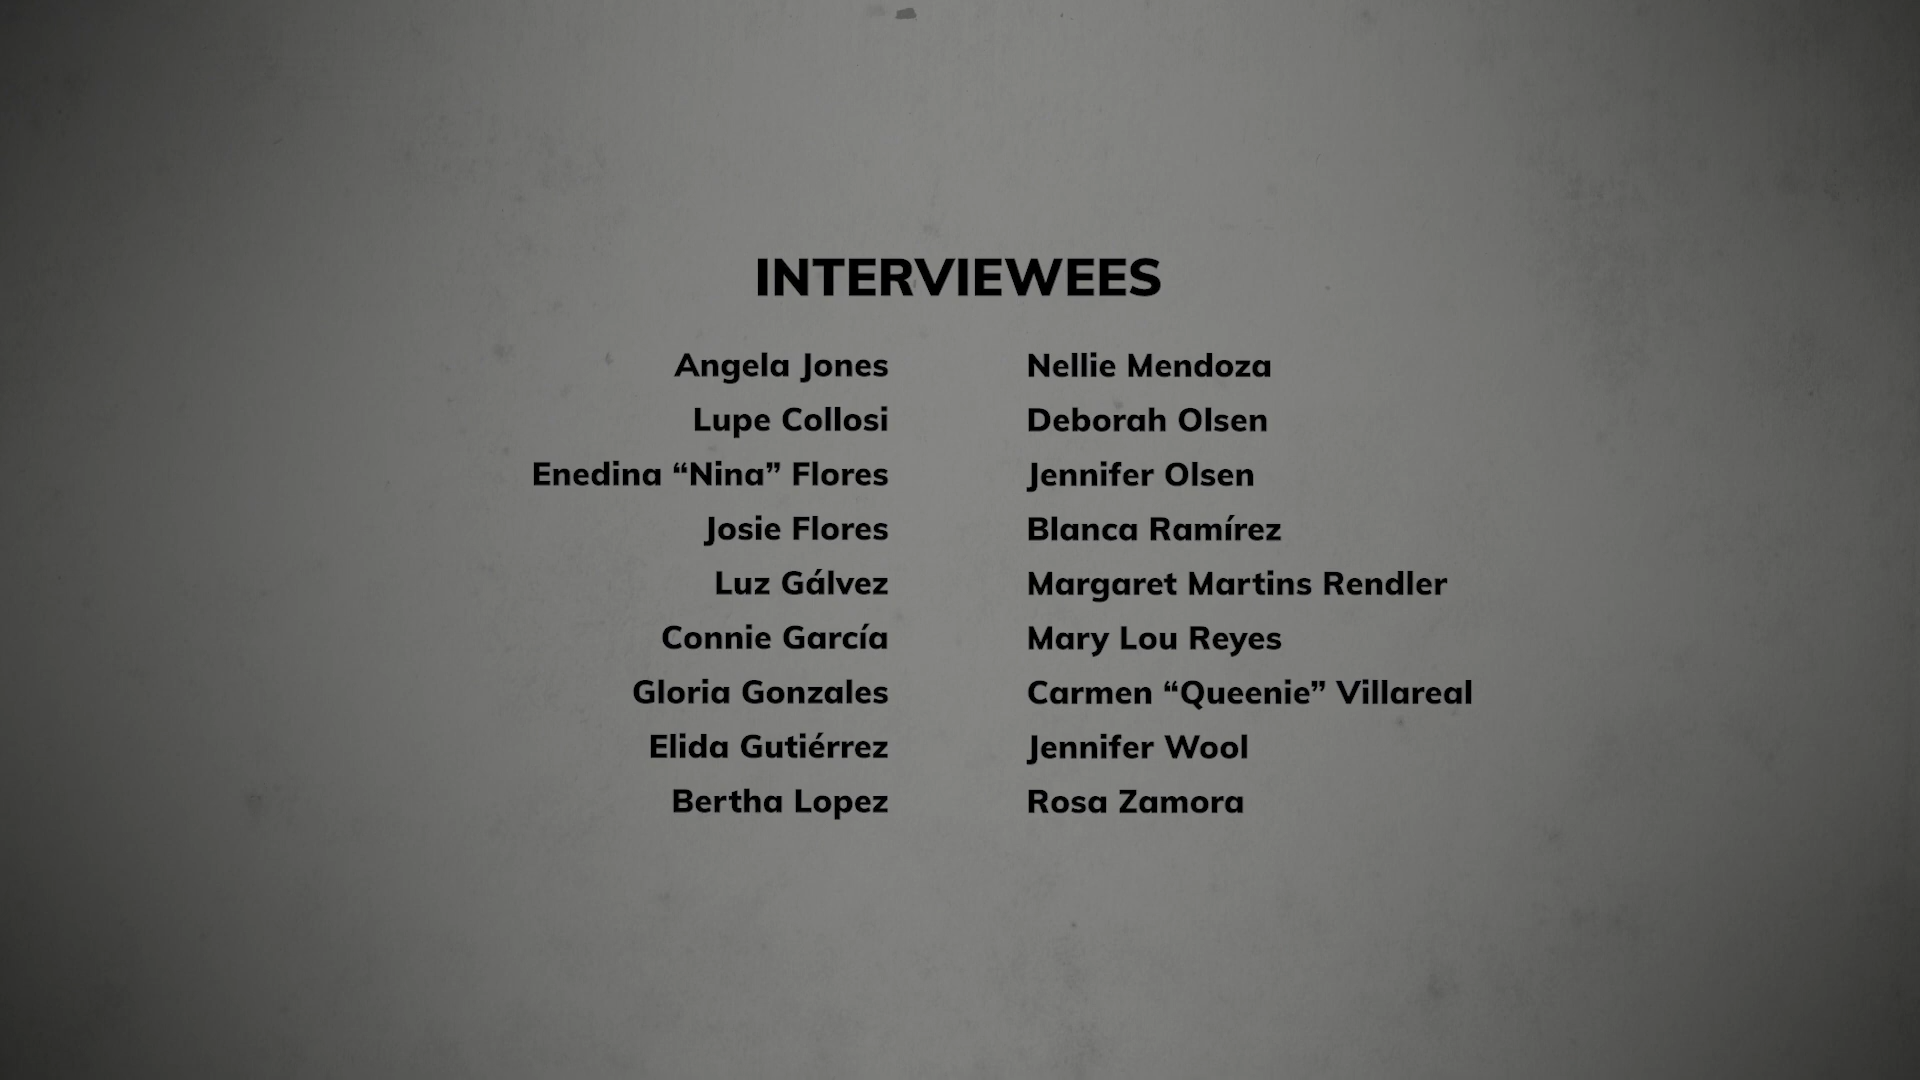 INTERVIEWEES
Angela Jones
Lupe Collosi
Enedina “Nina” Flores
Josie Flores
Luz Gálvez
Connie García
Gloria Gonzales
Elida Gutiérrez
Bertha Lopez
Nellie Mendoza
Deborah Olsen
Jennifer Olsen
Blanca Ramírez
Margaret Martins Rendler
Mary Lou Reyes
Carmen “Queenie” Villareal
Jennifer Wool
Rosa Zamora